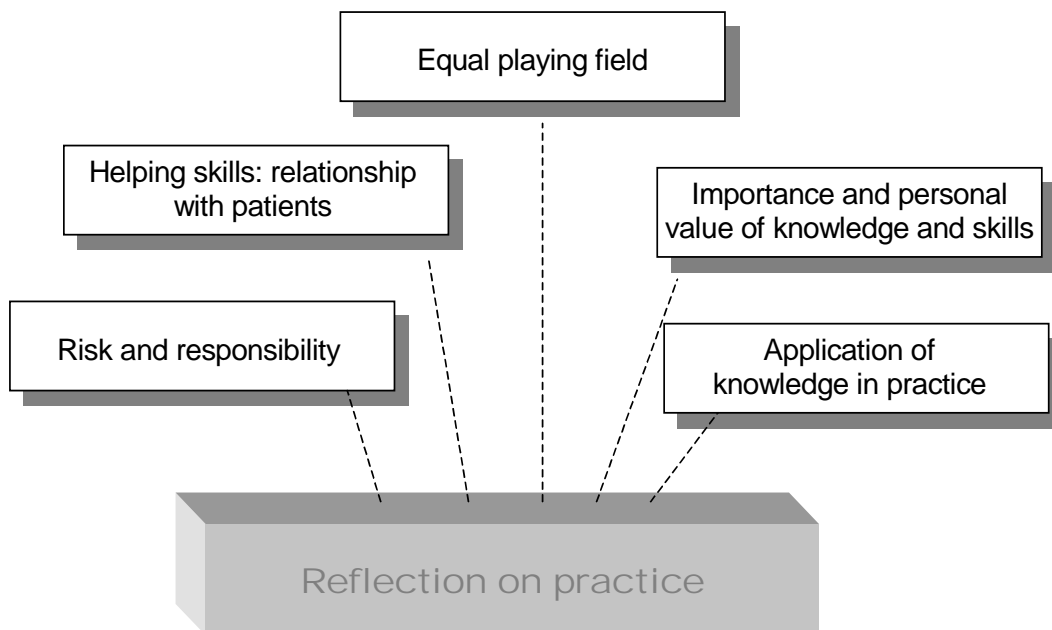 Equal playing field
Helping skills: relationship
with patients
Importance and personal
value of knowledge and skills
Risk and responsibility
Application of
knowledge in practice
Reflection on practice